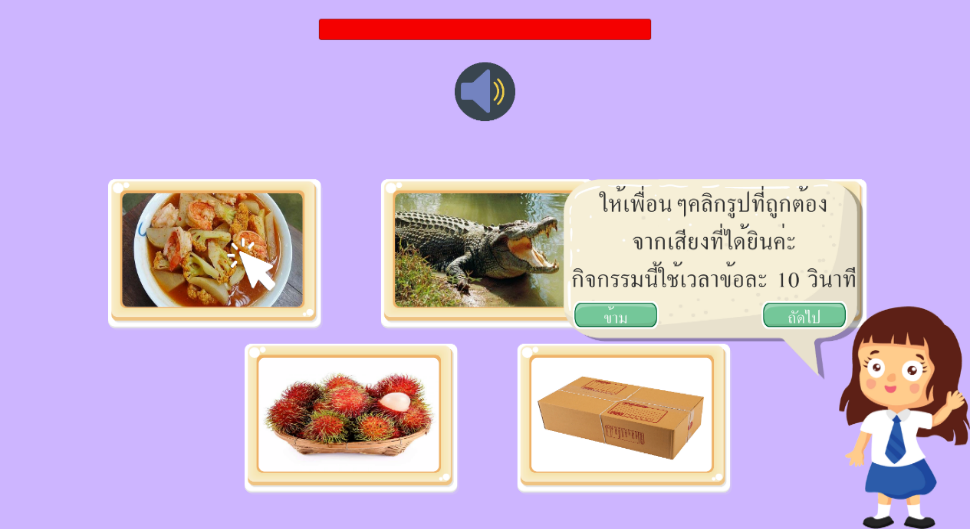 ให้เพื่อน ๆคลิกรูปที่ถูกต้อง
จากเสียงที่ได้ยินค่ะ
กิจกรรมนี้ใช้เวลาข้อละ 10 วินาที
ข้าม
ถัดไป